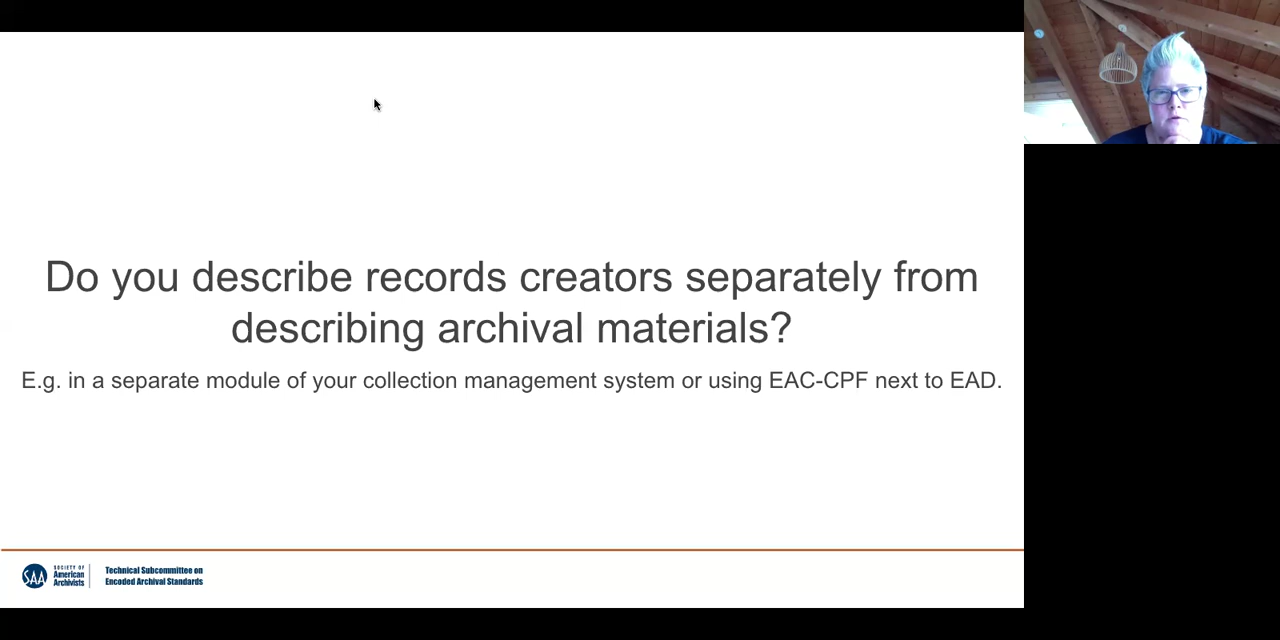 Do you describe records creators separately from
describing archival materials?
E.g. in a separate module of your collection management system or using EAC-CPF next to EAD.
SAA
SOCIETY OF
American
Archivists
Technical Subcommittee on
Encoded Archival Standards